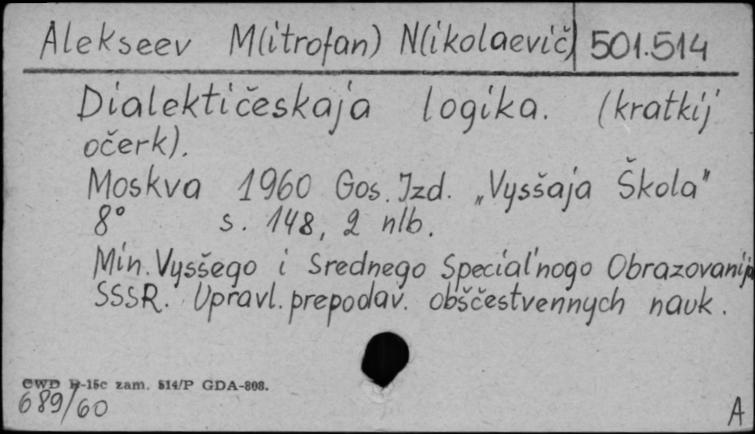 Alekseev M(itrofan) N(ikolaevič) 501.514
Dialektičeskaja logika. (kratkij
očerk).
Moskva 1960 Gos. Izd. „Vysšaja Škola"
8° s. 148, 2 nlb.
Min. Vysšego i Srednego Special'nogo Obrazovanija
SSSR. Upravl. prepodav. obščestvennych nauk.
CWD P-15c zam. 514/P GDA-808.
689/60
A